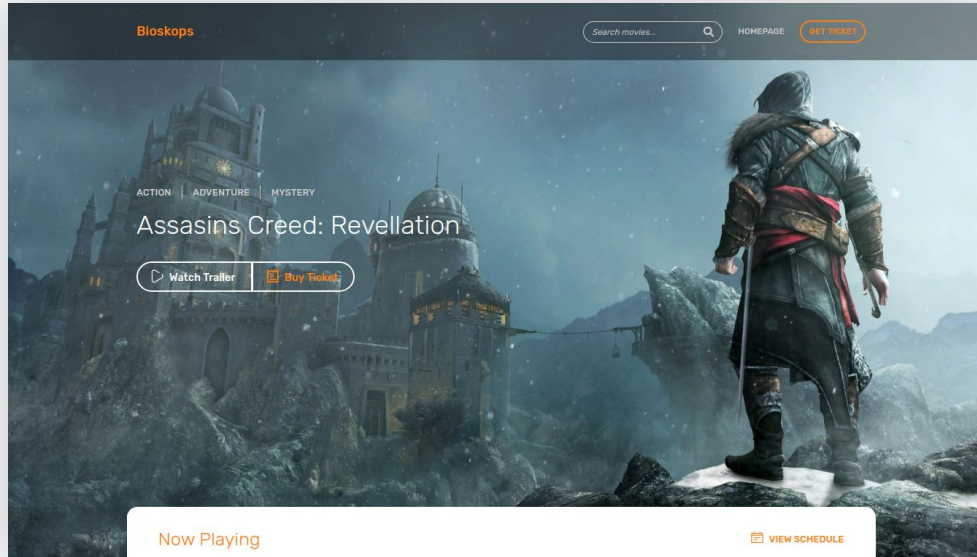 Bioskops
Search movies...
HOMEPAGE
GET TICKET
ACTION | ADVENTURE | MYSTERY
Assasins Creed: Revellation
Watch Trailer
Buy Ticket
Now Playing
VIEW SCHEDULE